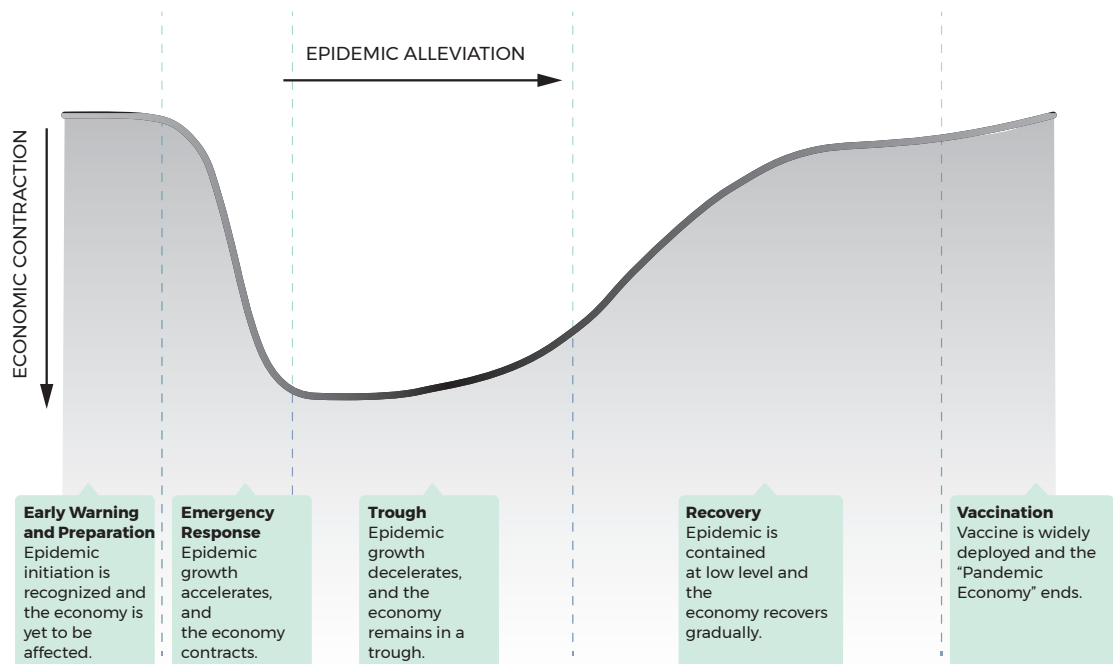 EPIDEMIC ALLEVIATION
ECONOMIC CONTRACTION
Early Warning
and Preparation
Epidemic
initiation is
recognized and
the economy is
yet to be
affected.
Emergency
Response
Epidemic
growth
accelerates,
and
the economy
contracts.
Trough
Epidemic
growth
decelerates,
and the
economy
remains in a
trough.
Recovery
Epidemic is
contained
at low level and
the
economy recovers
gradually.
Vaccination
Vaccine is widely
deployed and the
“Pandemic
Economy” ends.